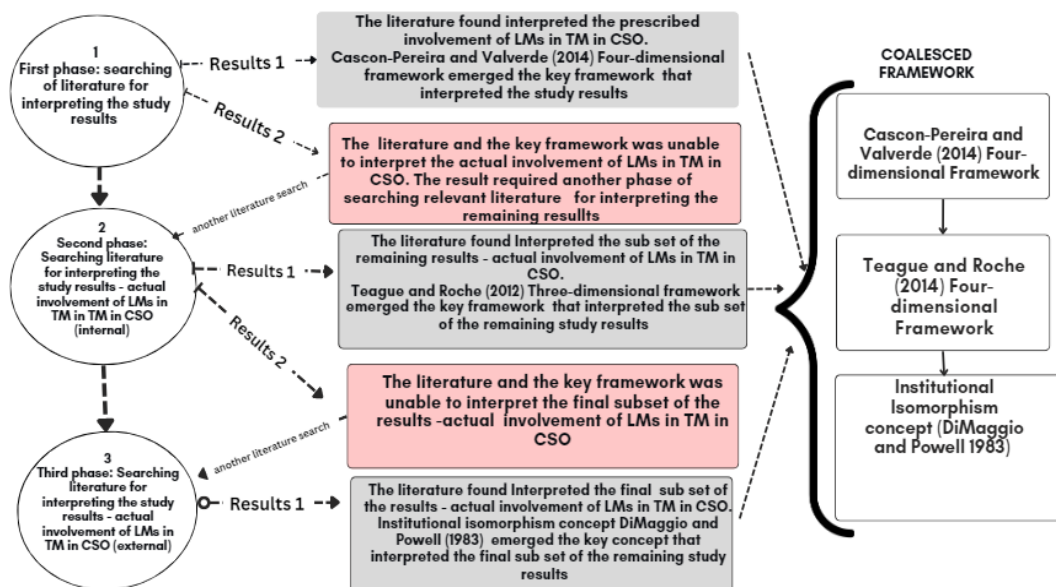 1
First phase: searching
of literature for
interpreting the study
results
Results 1
The literature found interpreted the prescribed
involvement of LMs in TM in CSO.
Cascon-Pereira and Valverde (2014) Four-dimensional
framework emerged the key framework that
interpreted the study results
Results 2
The literature and the key framework was unable
to interpret the actual involvement of LMs in TM in
CSO. The result required another phase of
searching relevant literature for interpreting the
remaining results
another literature search
2
Second phase:
Searching literature
for interpreting the
study results - actual
involvement of LMs in
TM in TM in CSO
(internal)
Results 1
The literature found Interpreted the sub set of the
remaining results - actual involvement of LMs in TM in
CSO.
Teague and Roche (2012) Three-dimensional framework
emerged the key framework that interpreted the sub set
of the remaining study results
Results 2
The literature and the key framework was
unable to interpret the final subset of the
results -actual involvement of LMs in TM in
CSO
another literature search
3
Third phase: Searching
literature for
interpreting the study
results - actual
involvement of LMs in
TM in CSO (external)
Results 1
The literature found Interpreted the final sub set of
the results - actual involvement of LMs in TM in CSO.
Institutional isomorphism concept DiMaggio and
Powell (1983) emerged the key concept that
interpreted the final sub set of the remaining study
results
COALESCED
FRAMEWORK
Cascon-Pereira and
Valverde (2014) Four-
dimensional Framework
Teague and Roche
(2014) Four-
dimensional
Framework
Institutional
Isomorphism
concept (DiMaggio
and Powell 1983)